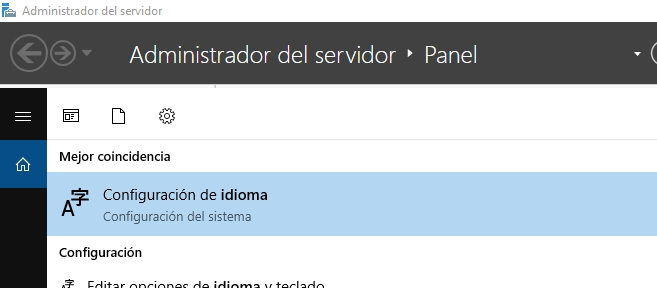 Administrador del servidor
Administrador del servidor ‣ Panel
Mejor coincidencia
Configuración de idioma
Configuración del sistema
Configuración
Editar opciones de idioma y teclado